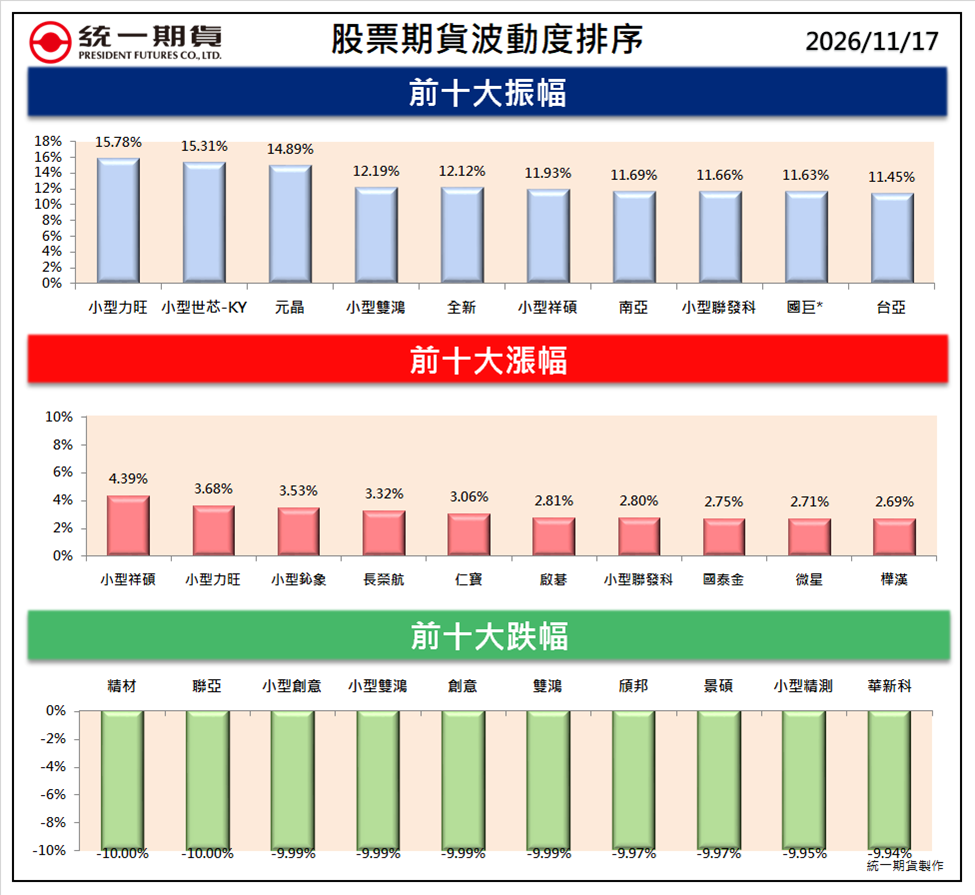 統一期貨
PRESIDENT FUTURES CO., LTD.
股票期貨波動度排序
2026/11/17
前十大振幅
18%
16%
14%
12%
10%
8%
6%
4%
2%
0%
15.78% 15.31% 14.89% 12.19% 12.12% 11.93% 11.69% 11.66% 11.63% 11.45%
小型力旺 小型世芯-KY 元晶 小型雙鴻 全新 小型祥碩 南亞 小型聯發科 國巨* 台亞
前十大漲幅
10%
8%
6%
4%
2%
0%
4.39% 3.68% 3.53% 3.32% 3.06% 2.81% 2.80% 2.75% 2.71% 2.69%
小型祥碩 小型力旺 小型鈊象 長榮航 仁寶 啟碁 小型聯發科 國泰金 微星 樺漢
前十大跌幅
精材 聯亞 小型創意 小型雙鴻 創意 雙鴻 頎邦 景碩 小型精測 華新科
0%
-2%
-4%
-6%
-8%
-10%
-10.00% -10.00% -9.99% -9.99% -9.99% -9.99% -9.97% -9.97% -9.95% -9.94%
統一期貨製作